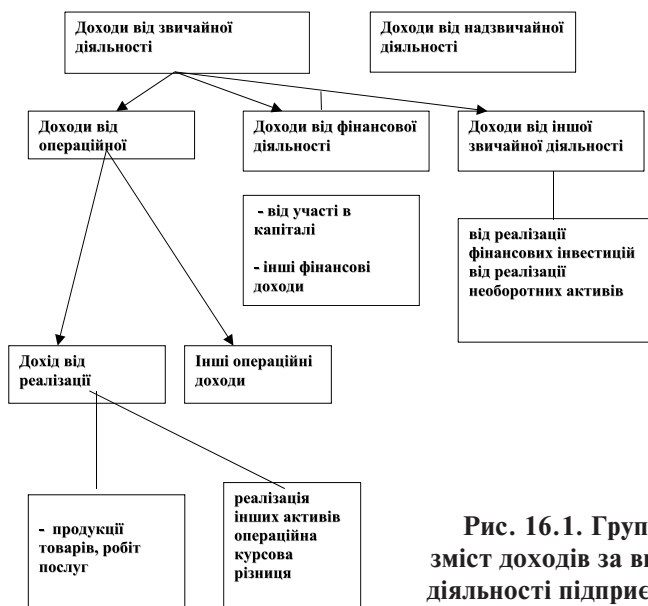 Доходи від звичайної
діяльності
Доходи від надзвичайної
діяльності
Доходи від
операційної
Доходи від фінансової
діяльності
Доходи від іншої
звичайної діяльності
- від участі в
капіталі
- інші фінансові
доходи
від реалізації
фінансових інвестицій
від реалізації
необоротних активів
Дохід від
реалізації
Інші операційні
доходи
- продукції
товарів, робіт
послуг
реалізація
інших активів
операційна
курсова
різниця
Рис. 16.1. Груп
зміст доходів за ви
діяльності підприє